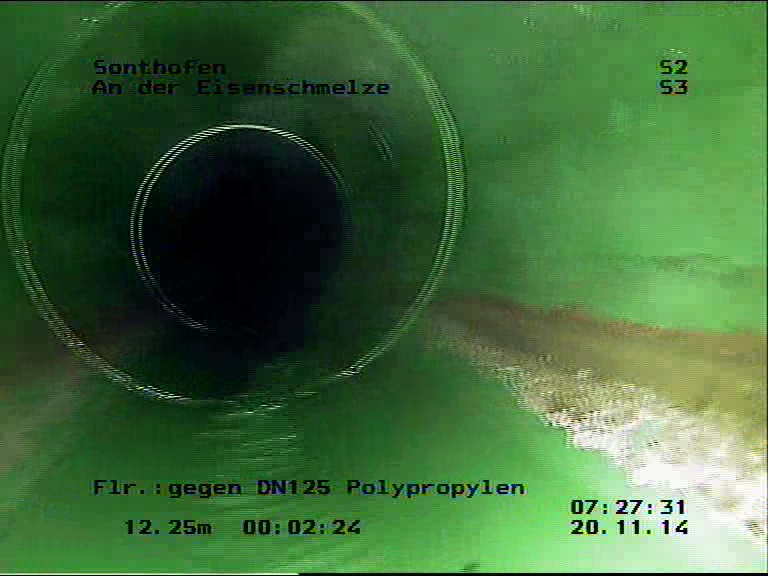 Sonthofen S2
An der Eisenschmelze S3
Flr.:gegen DN125 Polypropylen
07:27:31
12.25m 00:02:24 20.11.14